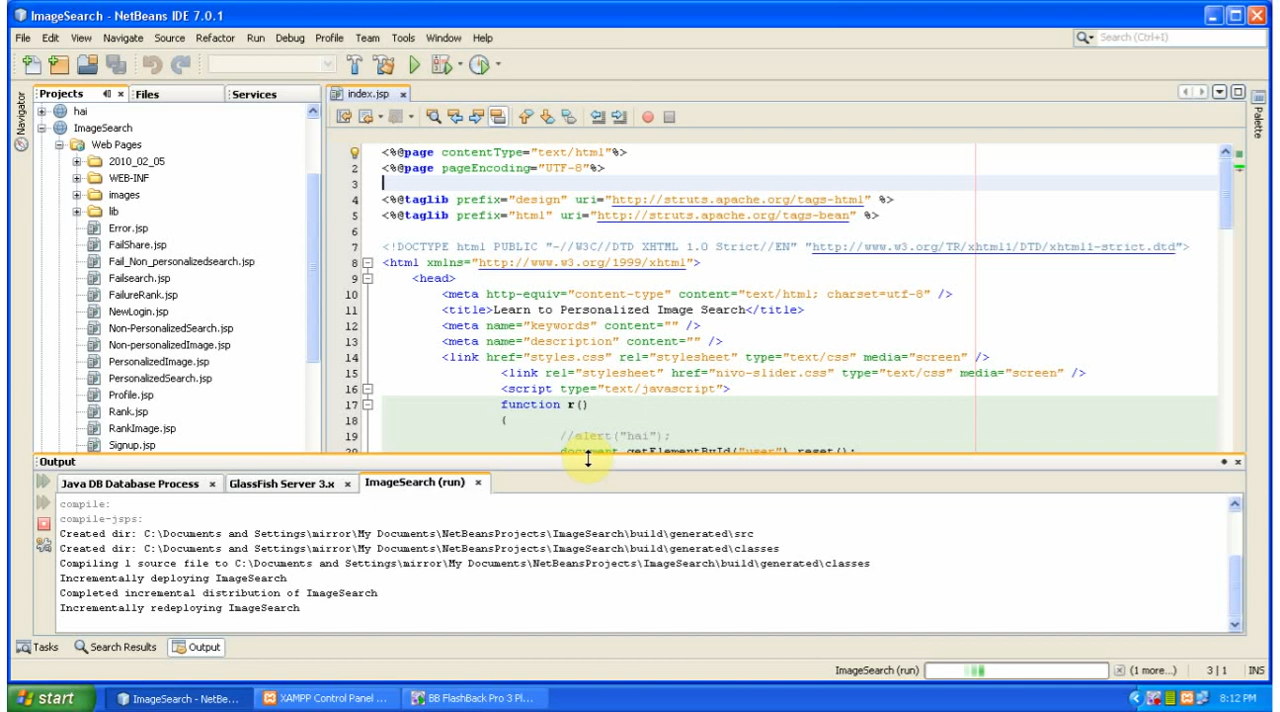 ImageSearch - NetBeans IDE 7.0.1
File Edit View Navigate Source Refactor Run Debug Profile Team Tools Window Help
Search (Ctrl+I)
Projects Files Services
index.jsp
Navigator
Palette
hai
ImageSearch
Web Pages
2010_02_05
WEB-INF
images
lib
Error.jsp
FailShare.jsp
Fail_Non_personalizedsearch.jsp
Failsearch.jsp
FailureRank.jsp
NewLogin.jsp
Non-PersonalizedSearch.jsp
Non-personalizedImage.jsp
PersonalizedImage.jsp
PersonalizedSearch.jsp
Profile.jsp
Rank.jsp
RankImage.jsp
Signup.jsp
1 <%@page contentType="text/html"%>
2 <%@page pageEncoding="UTF-8"%>
3
4 <%@taglib prefix="design" uri="http://struts.apache.org/tags-html" %>
5 <%@taglib prefix="html" uri="http://struts.apache.org/tags-bean" %>
6
7 <!DOCTYPE html PUBLIC "-//W3C//DTD XHTML 1.0 Strict//EN" "http://www.w3.org/TR/xhtml1/DTD/xhtml1-strict.dtd">
8 <html xmlns="http://www.w3.org/1999/xhtml">
9 <head>
10 <meta http-equiv="content-type" content="text/html; charset=utf-8" />
11 <title>Learn to Personalized Image Search</title>
12 <meta name="keywords" content="" />
13 <meta name="description" content="" />
14 <link href="styles.css" rel="stylesheet" type="text/css" media="screen" />
15 <link rel="stylesheet" href="nivo-slider.css" type="text/css" media="screen" />
16 <script type="text/javascript">
17 function r()
18 {
19 //alert("hai");
20 document.getElementById("user").reset();
Output
Java DB Database Process GlassFish Server 3.x ImageSearch (run)
compile:
compile-jsps:
Created dir: C:\Documents and Settings\mirror\My Documents\NetBeansProjects\ImageSearch\build\generated\src
Created dir: C:\Documents and Settings\mirror\My Documents\NetBeansProjects\ImageSearch\build\generated\classes
Compiling 1 source file to C:\Documents and Settings\mirror\My Documents\NetBeansProjects\ImageSearch\build\generated\classes
Incrementally deploying ImageSearch
Completed incremental distribution of ImageSearch
Incrementally redeploying ImageSearch
Tasks Search Results Output
ImageSearch (run) (1 more...) 3 | 1 INS
start ImageSearch - NetBe... XAMPP Control Panel ... BB FlashBack Pro 3 Pl... 8:12 PM